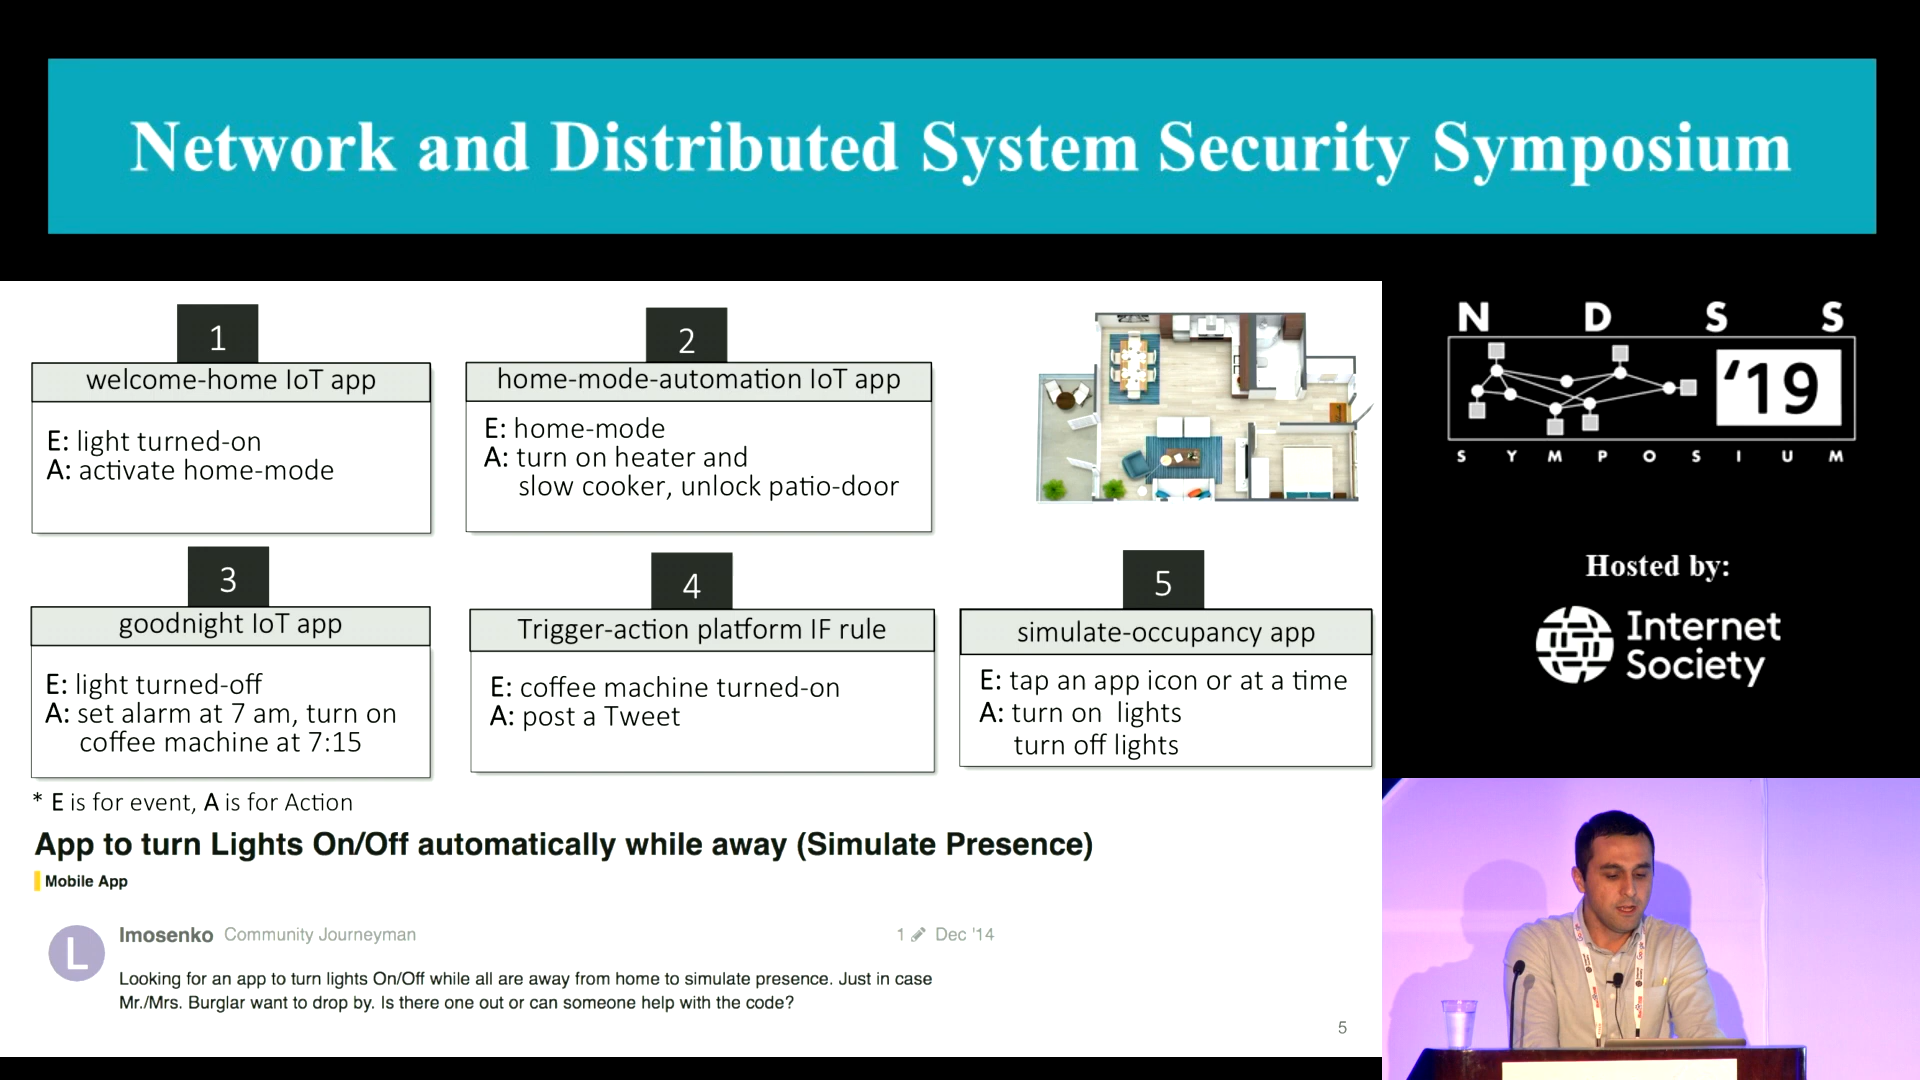 Network and Distributed System Security Symposium
1
welcome-home IoT app
E: light turned-on
A: activate home-mode
2
home-mode-automation IoT app
E: home-mode
A: turn on heater and
slow cooker, unlock patio-door
3
goodnight IoT app
E: light turned-off
A: set alarm at 7 am, turn on
coffee machine at 7:15
4
Trigger-action platform IF rule
E: coffee machine turned-on
A: post a Tweet
5
simulate-occupancy app
E: tap an app icon or at a time
A: turn on lights
turn off lights
* E is for event, A is for Action
App to turn Lights On/Off automatically while away (Simulate Presence)
Mobile App
L
lmosenko Community Journeyman
1 Dec '14
Looking for an app to turn lights On/Off while all are away from home to simulate presence. Just in case
Mr./Mrs. Burglar want to drop by. Is there one out or can someone help with the code?
5
N D S S
'19
S Y M P O S I U M
Hosted by:
Internet
Society